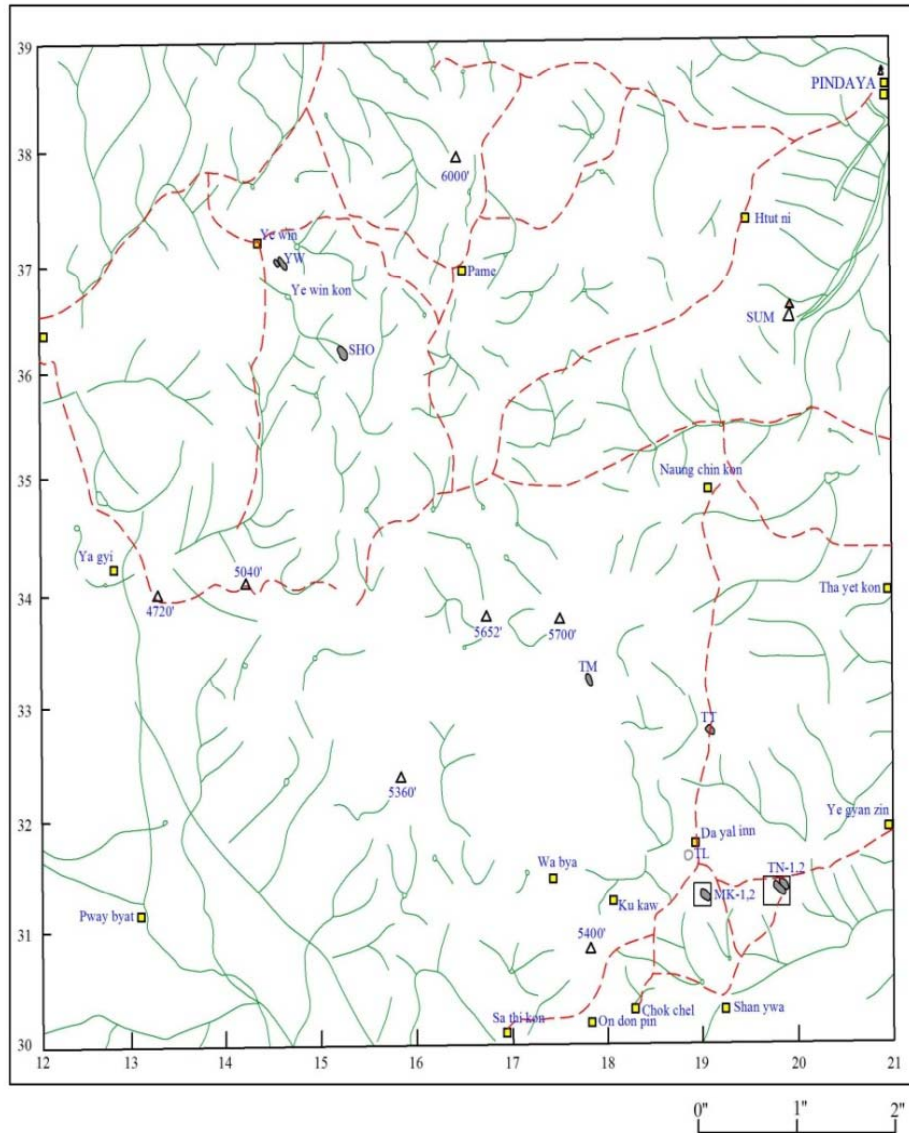 39
PINDAYA
38
6000'
Htut ni
Ye win
37
YW
Pame
Ye win kon
SUM
SHO
36
35
Naung chin kon
Ya gyi
5040'
34
4720'
Tha yet kon
5652'
5700'
TM
33
TT
5360'
Ye gyan zin
32
Da yal inn
TL
Wa bya
TN-1,2
MK-1,2
Ku kaw
Pway byat
31
5400'
Sa thi kon
On don pin
Chok chel
Shan ywa
30
12 13 14 15 16 17 18 19 20 21
0" 1" 2"